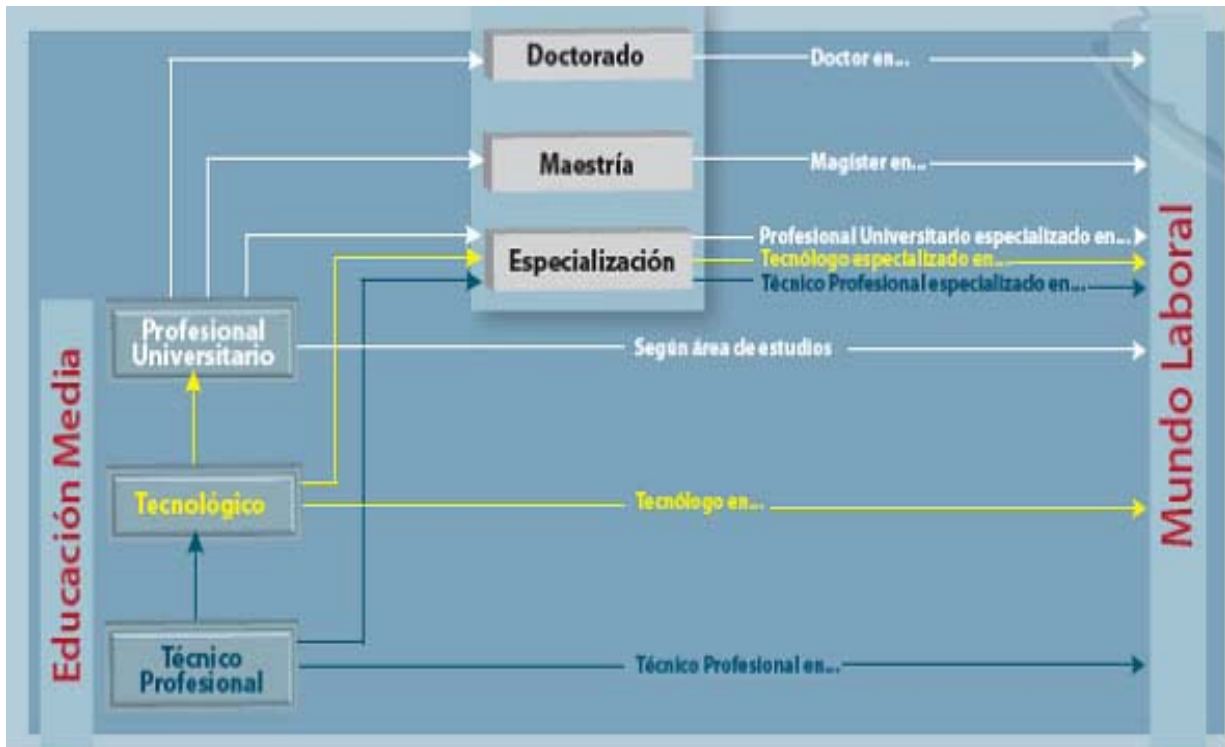 Doctorado
Doctor en...
Maestría
Magíster en...
Especialización
Profesional Universitario especializado en...
Tecnólogo especializado en...
Técnico Profesional especializado en...
Educación Media
Profesional
Universitario
Según área de estudios
Tecnológico
Tecnólogo en...
Técnico
Profesional
Técnico Profesional en...
Mundo Laboral